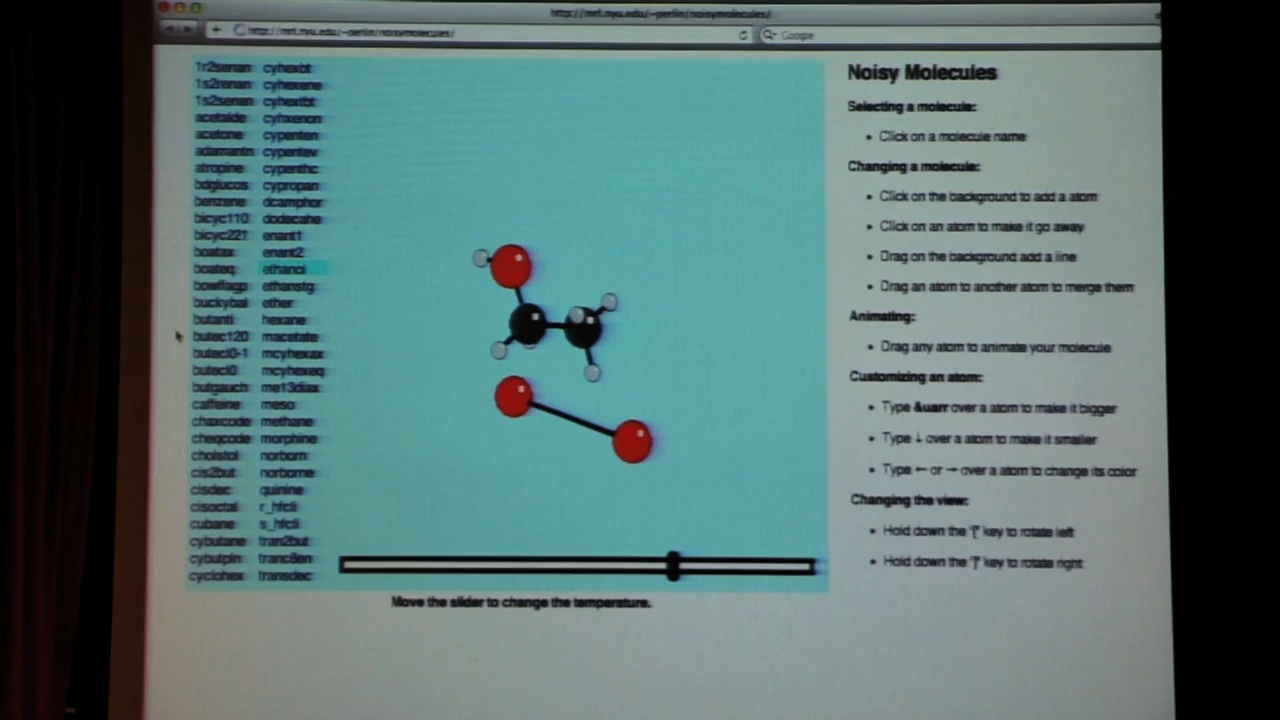 http://mrl.nyu.edu/~perlin/noisymolecules/
http://mrl.nyu.edu/~perlin/noisymolecules/
Google
1r2senan cyhexbt
1s2renan cyhexene
1s2senan cyhextbt
acetalde cyhxenon
acetone cypenten
adamantn cypentev
atropine cypenthc
bdglucos cypropan
benzene dcamphor
bicyc110 dodecahe
bicyc221 enant1
boatax enant2
boateq ethanol
bowflagp ethanstg
buckybal ether
butanti hexane
butec120 macetate
butecl0-1 mcyhexax
butecl0 mcyhexeq
butgauch me13diax
caffeine meso
chaxcode methane
cheqcode morphine
cholstol norborn
cis2but norborne
cisdec quinine
cisoctal r_hfcli
cubane s_hfcli
cybutane tran2but
cybutpln tranc8en
cyclohex transdec
Move the slider to change the temperature.
Noisy Molecules
Selecting a molecule:
• Click on a molecule name
Changing a molecule:
• Click on the background to add a atom
• Click on an atom to make it go away
• Drag on the background add a line
• Drag an atom to another atom to merge them
Animating:
• Drag any atom to animate your molecule
Customizing an atom:
• Type &uarr over a atom to make it bigger
• Type ↓ over a atom to make it smaller
• Type ← or → over a atom to change its color
Changing the view:
• Hold down the '[' key to rotate left
• Hold down the ']' key to rotate right